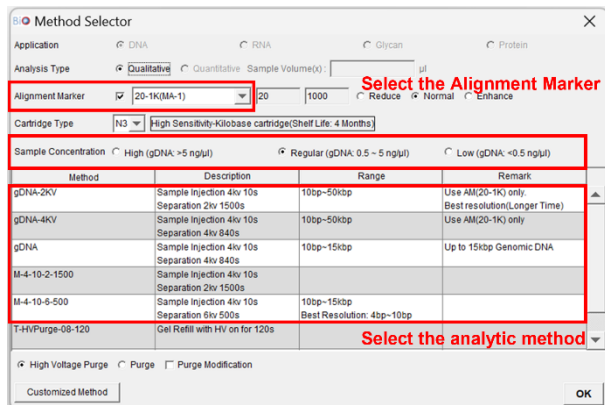 BiO Method Selector
Application DNA RNA Glycan Protein
Analysis Type Qualitative Quantitative Sample Volume(x): µl
Select the Alignment Marker
Alignment Marker 20-1K(MA-1) 20 1000 Reduce Normal Enhance
Cartridge Type N3 High Sensitivity-Kilobase cartridge(Shelf Life: 4 Months)
Sample Concentration High (gDNA: >5 ng/µl) Regular (gDNA: 0.5 ~ 5 ng/µl) Low (gDNA: <0.5 ng/µl)
Method Description Range Remark
gDNA-2KV Sample Injection 4kv 10s 10bp~50kbp Use AM(20-1K) only.
Separation 2kv 1500s Best resolution(Longer Time)
gDNA-4KV Sample Injection 4kv 10s 10bp~50kbp Use AM(20-1K) only
Separation 4kv 840s
gDNA Sample Injection 4kv 10s 10bp~15kbp Up to 15kbp Genomic DNA
Separation 4kv 840s
M-4-10-2-1500 Sample Injection 4kv 10s
Separation 2kv 1500s
M-4-10-6-500 Sample Injection 4kv 10s 10bp~15kbp
Separation 6kv 500s Best Resolution: 4bp~10bp
T-HVPurge-08-120 Gel Refill with HV on for 120s
Select the analytic method
High Voltage Purge Purge Purge Modification
Customized Method OK